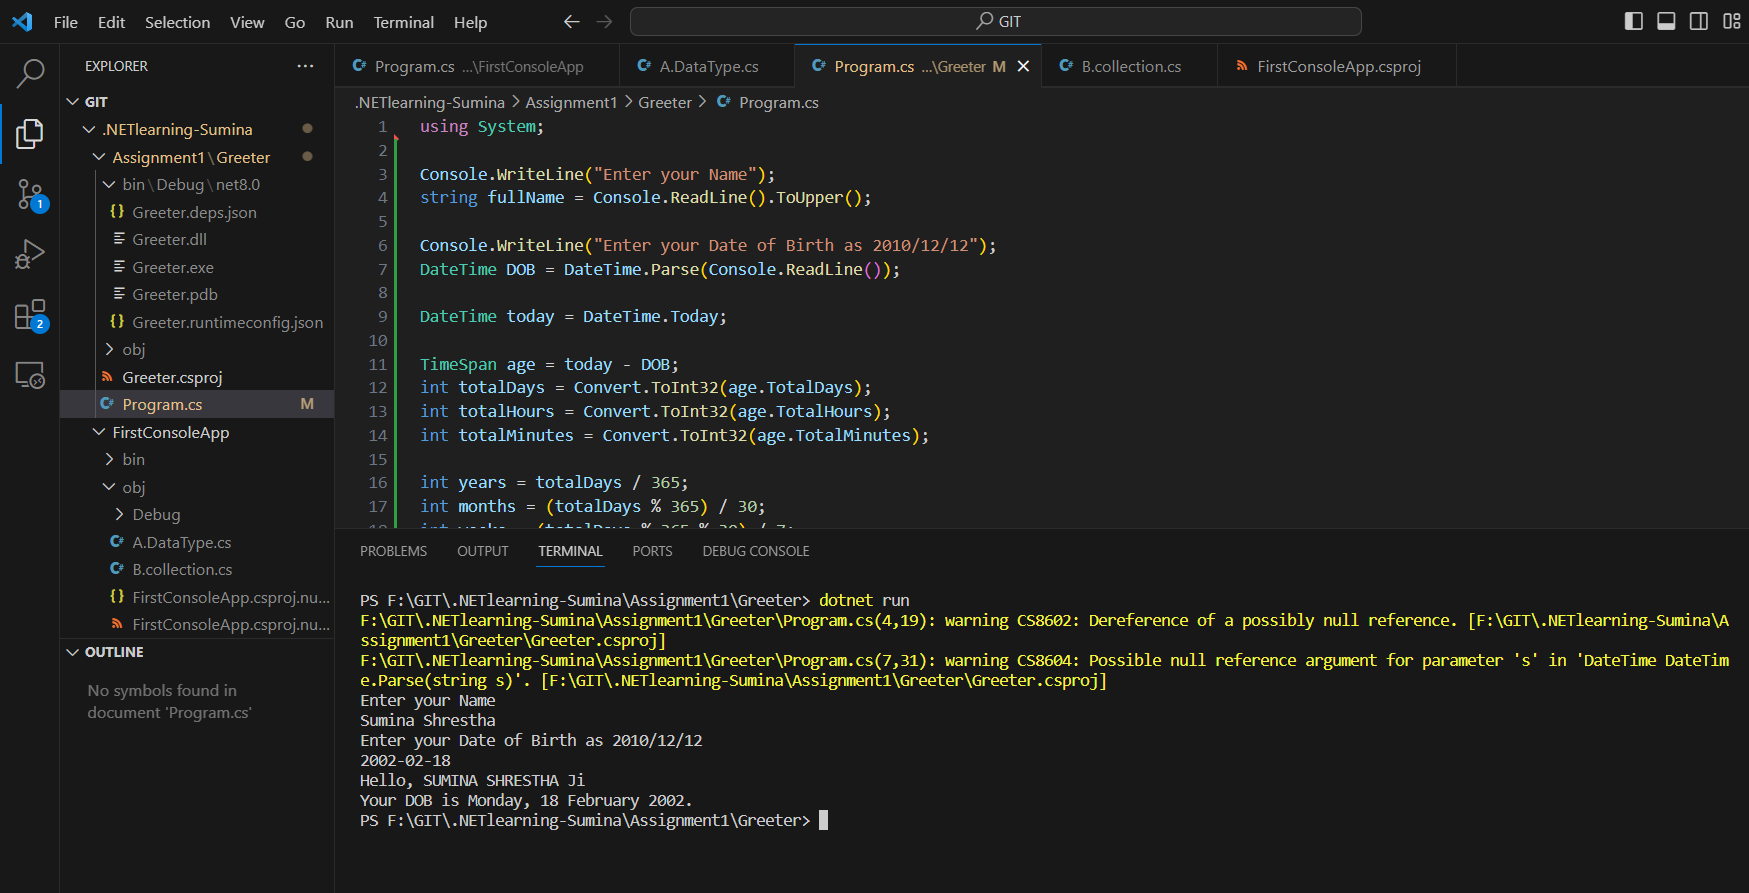 File Edit Selection View Go Run Terminal Help GIT
EXPLORER
GIT
.NETlearning-Sumina
Assignment1\Greeter
bin\Debug\net8.0
Greeter.deps.json
Greeter.dll
Greeter.exe
Greeter.pdb
Greeter.runtimeconfig.json
obj
Greeter.csproj
Program.cs M
FirstConsoleApp
bin
obj
Debug
A.DataType.cs
B.collection.cs
FirstConsoleApp.csproj.nu...
FirstConsoleApp.csproj.nu...
OUTLINE
No symbols found in
document 'Program.cs'
1
2
Program.cs ...\FirstConsoleApp A.DataType.cs Program.cs ...\Greeter M B.collection.cs FirstConsoleApp.csproj
.NETlearning-Sumina > Assignment1 > Greeter > Program.cs
1 using System;
2
3 Console.WriteLine("Enter your Name");
4 string fullName = Console.ReadLine().ToUpper();
5
6 Console.WriteLine("Enter your Date of Birth as 2010/12/12");
7 DateTime DOB = DateTime.Parse(Console.ReadLine());
8
9 DateTime today = DateTime.Today;
10
11 TimeSpan age = today - DOB;
12 int totalDays = Convert.ToInt32(age.TotalDays);
13 int totalHours = Convert.ToInt32(age.TotalHours);
14 int totalMinutes = Convert.ToInt32(age.TotalMinutes);
15
16 int years = totalDays / 365;
17 int months = (totalDays % 365) / 30;
18 int weeks = (totalDays % 365 % 30) / 7;
PROBLEMS OUTPUT TERMINAL PORTS DEBUG CONSOLE
PS F:\GIT\.NETlearning-Sumina\Assignment1\Greeter> dotnet run
F:\GIT\.NETlearning-Sumina\Assignment1\Greeter\Program.cs(4,19): warning CS8602: Dereference of a possibly null reference. [F:\GIT\.NETlearning-Sumina\A
ssignment1\Greeter\Greeter.csproj]
F:\GIT\.NETlearning-Sumina\Assignment1\Greeter\Program.cs(7,31): warning CS8604: Possible null reference argument for parameter 's' in 'DateTime DateTim
e.Parse(string s)'. [F:\GIT\.NETlearning-Sumina\Assignment1\Greeter\Greeter.csproj]
Enter your Name
Sumina Shrestha
Enter your Date of Birth as 2010/12/12
2002-02-18
Hello, SUMINA SHRESTHA Ji
Your DOB is Monday, 18 February 2002.
PS F:\GIT\.NETlearning-Sumina\Assignment1\Greeter>